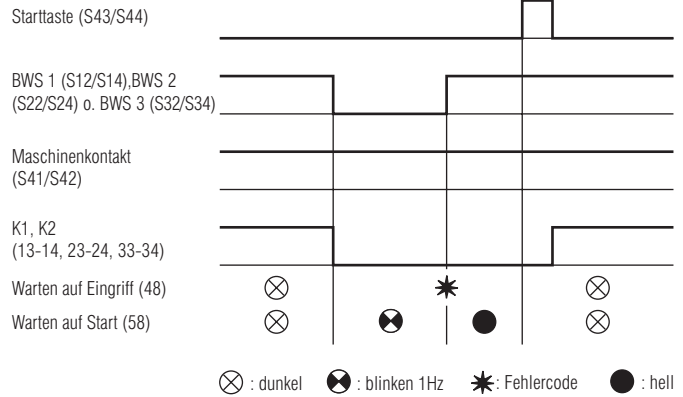 Starttaste (S43/S44)
BWS 1 (S12/S14),BWS 2
(S22/S24) o. BWS 3 (S32/S34)
Maschinenkontakt
(S41/S42)
K1, K2
(13-14, 23-24, 33-34)
Warten auf Eingriff (48)
Warten auf Start (58)
: dunkel : blinken 1Hz : Fehlercode : hell